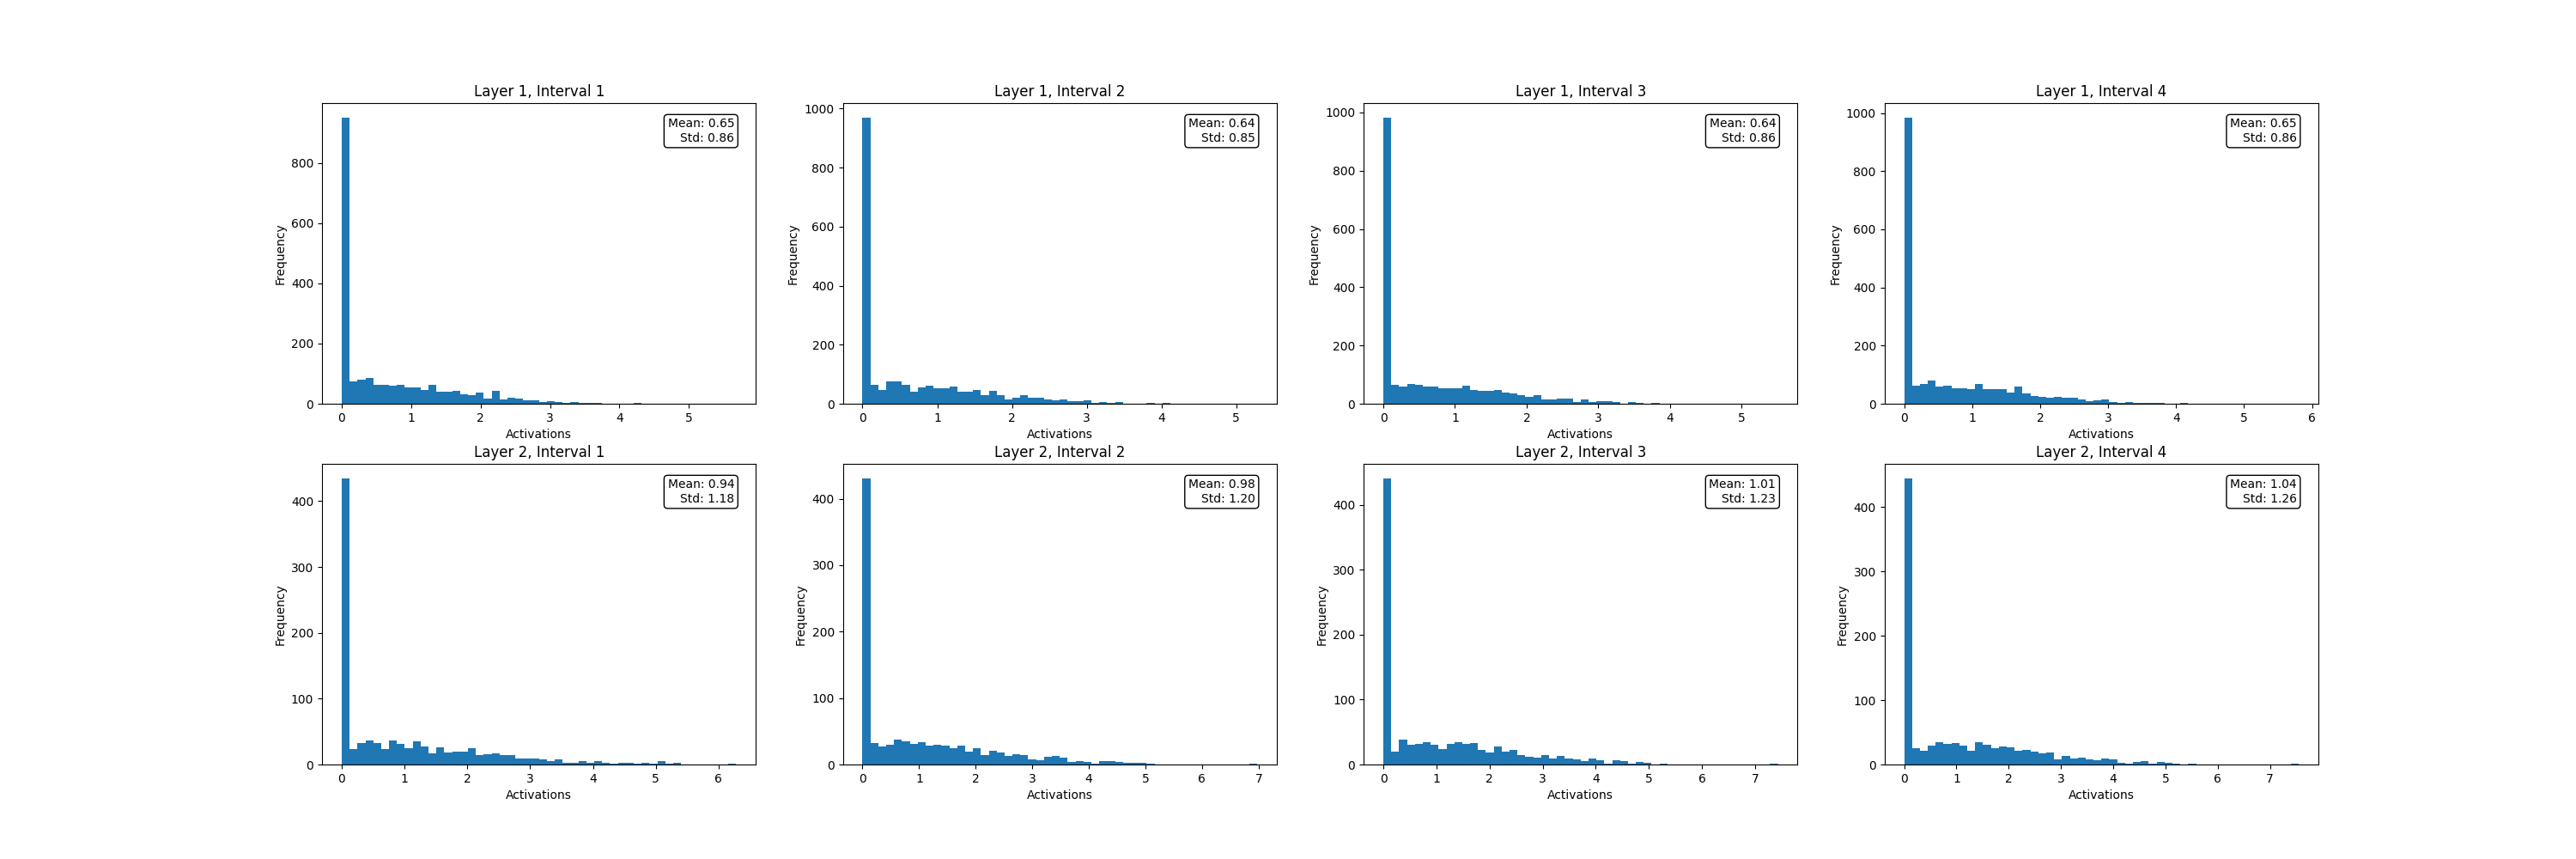 Layer 1, Interval 1
Mean: 0.65
Std: 0.86
800
600
400
200
0
Frequency
0 1 2 3 4 5
Activations
Layer 1, Interval 2
Mean: 0.64
Std: 0.85
1000
800
600
400
200
0
Frequency
0 1 2 3 4 5
Activations
Layer 1, Interval 3
Mean: 0.64
Std: 0.86
1000
800
600
400
200
0
Frequency
0 1 2 3 4 5
Activations
Layer 1, Interval 4
Mean: 0.65
Std: 0.86
1000
800
600
400
200
0
Frequency
0 1 2 3 4 5 6
Activations
Layer 2, Interval 1
Mean: 0.94
Std: 1.18
400
300
200
100
0
Frequency
0 1 2 3 4 5 6
Activations
Layer 2, Interval 2
Mean: 0.98
Std: 1.20
400
300
200
100
0
Frequency
0 1 2 3 4 5 6 7
Activations
Layer 2, Interval 3
Mean: 1.01
Std: 1.23
400
300
200
100
0
Frequency
0 1 2 3 4 5 6 7
Activations
Layer 2, Interval 4
Mean: 1.04
Std: 1.26
400
300
200
100
0
Frequency
0 1 2 3 4 5 6 7
Activations